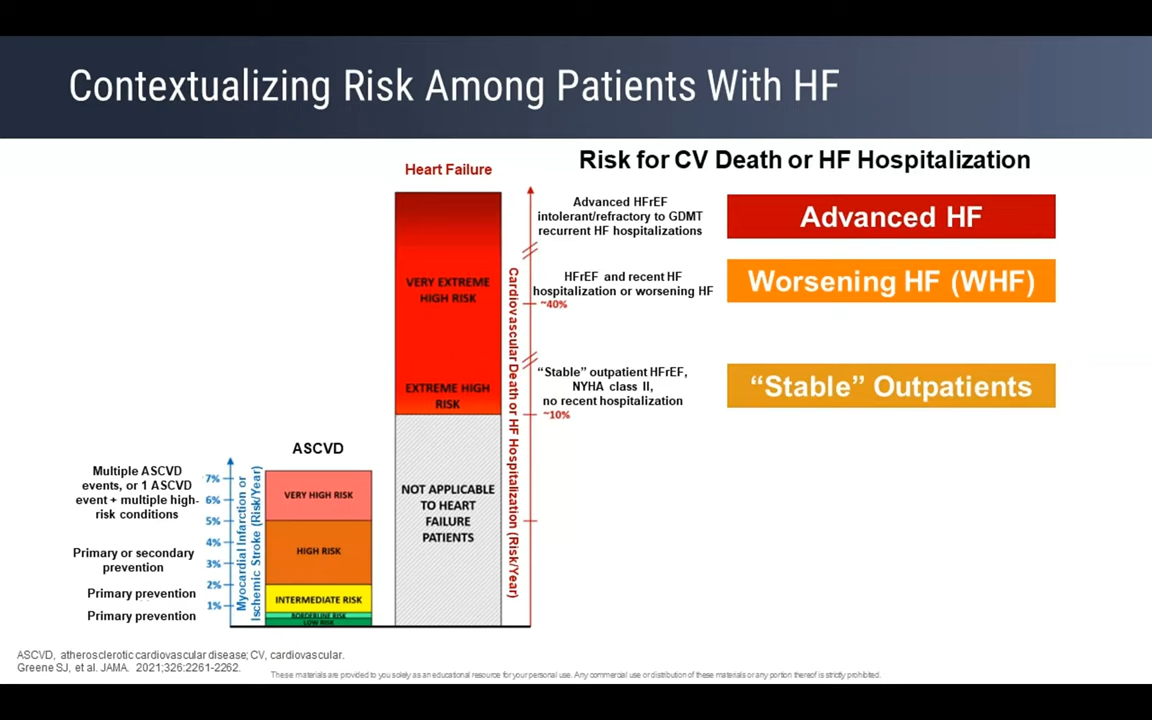 Contextualizing Risk Among Patients With HF
Risk for CV Death or HF Hospitalization
Heart Failure
Advanced HFrEF
intolerant/refractory to GDMT
recurrent HF hospitalizations
Advanced HF
VERY EXTREME
HIGH RISK
HFrEF and recent HF
hospitalization or worsening HF
~40%
Worsening HF (WHF)
EXTREME HIGH
RISK
“Stable” outpatient HFrEF,
NYHA class II,
no recent hospitalization
~10%
“Stable” Outpatients
Cardiovascular Death or HF Hospitalization (Risk/Year)
NOT APPLICABLE
TO HEART
FAILURE
PATIENTS
ASCVD
Multiple ASCVD
events, or 1 ASCVD
event + multiple high-
risk conditions
Primary or secondary
prevention
Primary prevention
Primary prevention
7%
6%
5%
4%
3%
2%
1%
Myocardial Infarction or
Ischemic Stroke (Risk/Year)
VERY HIGH RISK
HIGH RISK
INTERMEDIATE RISK
BORDERLINE RISK
LOW RISK
ASCVD, atherosclerotic cardiovascular disease; CV, cardiovascular.
Greene SJ, et al. JAMA. 2021;326:2261-2262.
These materials are provided to you solely as an educational resource for your personal use. Any commercial use or distribution of these materials or any portion thereof is strictly prohibited.